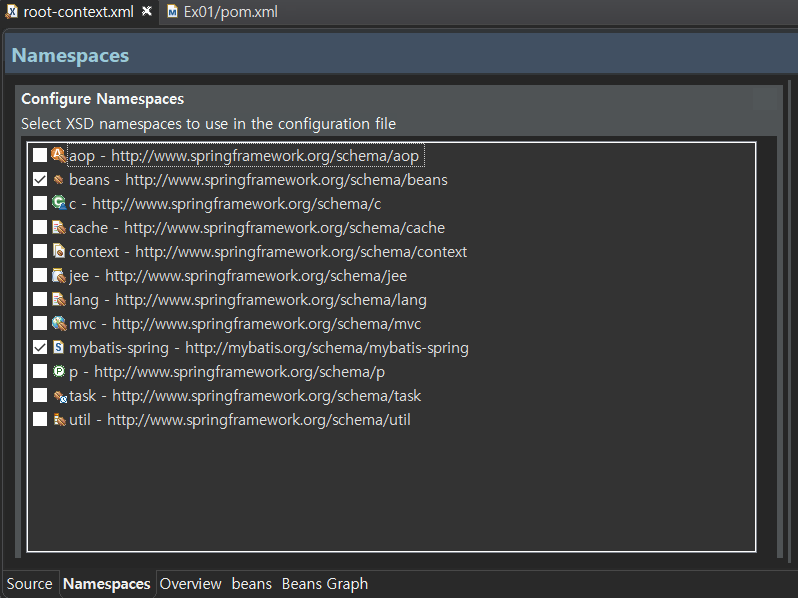 root-context.xml Ex01/pom.xml
Namespaces
Configure Namespaces
Select XSD namespaces to use in the configuration file
aop - http://www.springframework.org/schema/aop
beans - http://www.springframework.org/schema/beans
c - http://www.springframework.org/schema/c
cache - http://www.springframework.org/schema/cache
context - http://www.springframework.org/schema/context
jee - http://www.springframework.org/schema/jee
lang - http://www.springframework.org/schema/lang
mvc - http://www.springframework.org/schema/mvc
mybatis-spring - http://mybatis.org/schema/mybatis-spring
p - http://www.springframework.org/schema/p
task - http://www.springframework.org/schema/task
util - http://www.springframework.org/schema/util
Source Namespaces Overview beans Beans Graph